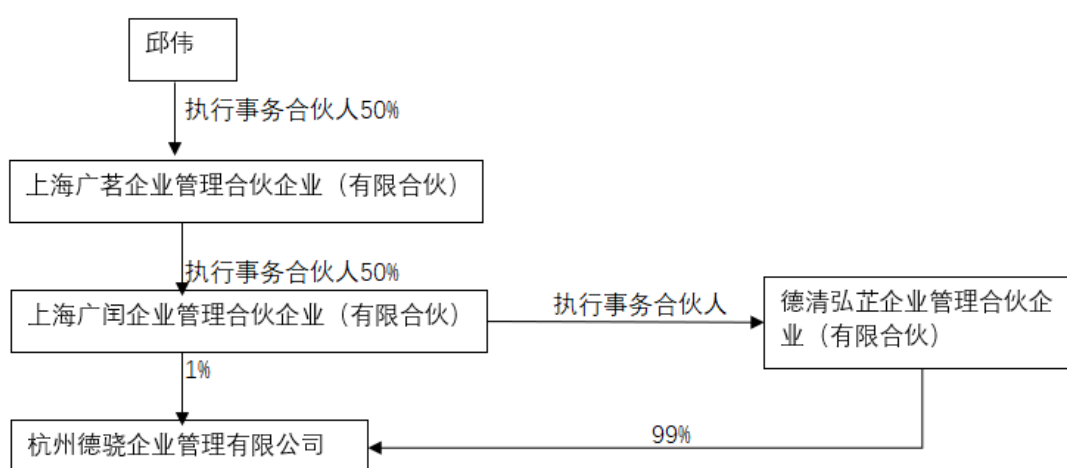 邱伟
执行事务合伙人50%
上海广茗企业管理合伙企业（有限合伙）
执行事务合伙人50%
上海广闰企业管理合伙企业（有限合伙）
执行事务合伙人
德清弘芷企业管理合伙企
业（有限合伙）
1%
99%
杭州德骁企业管理有限公司